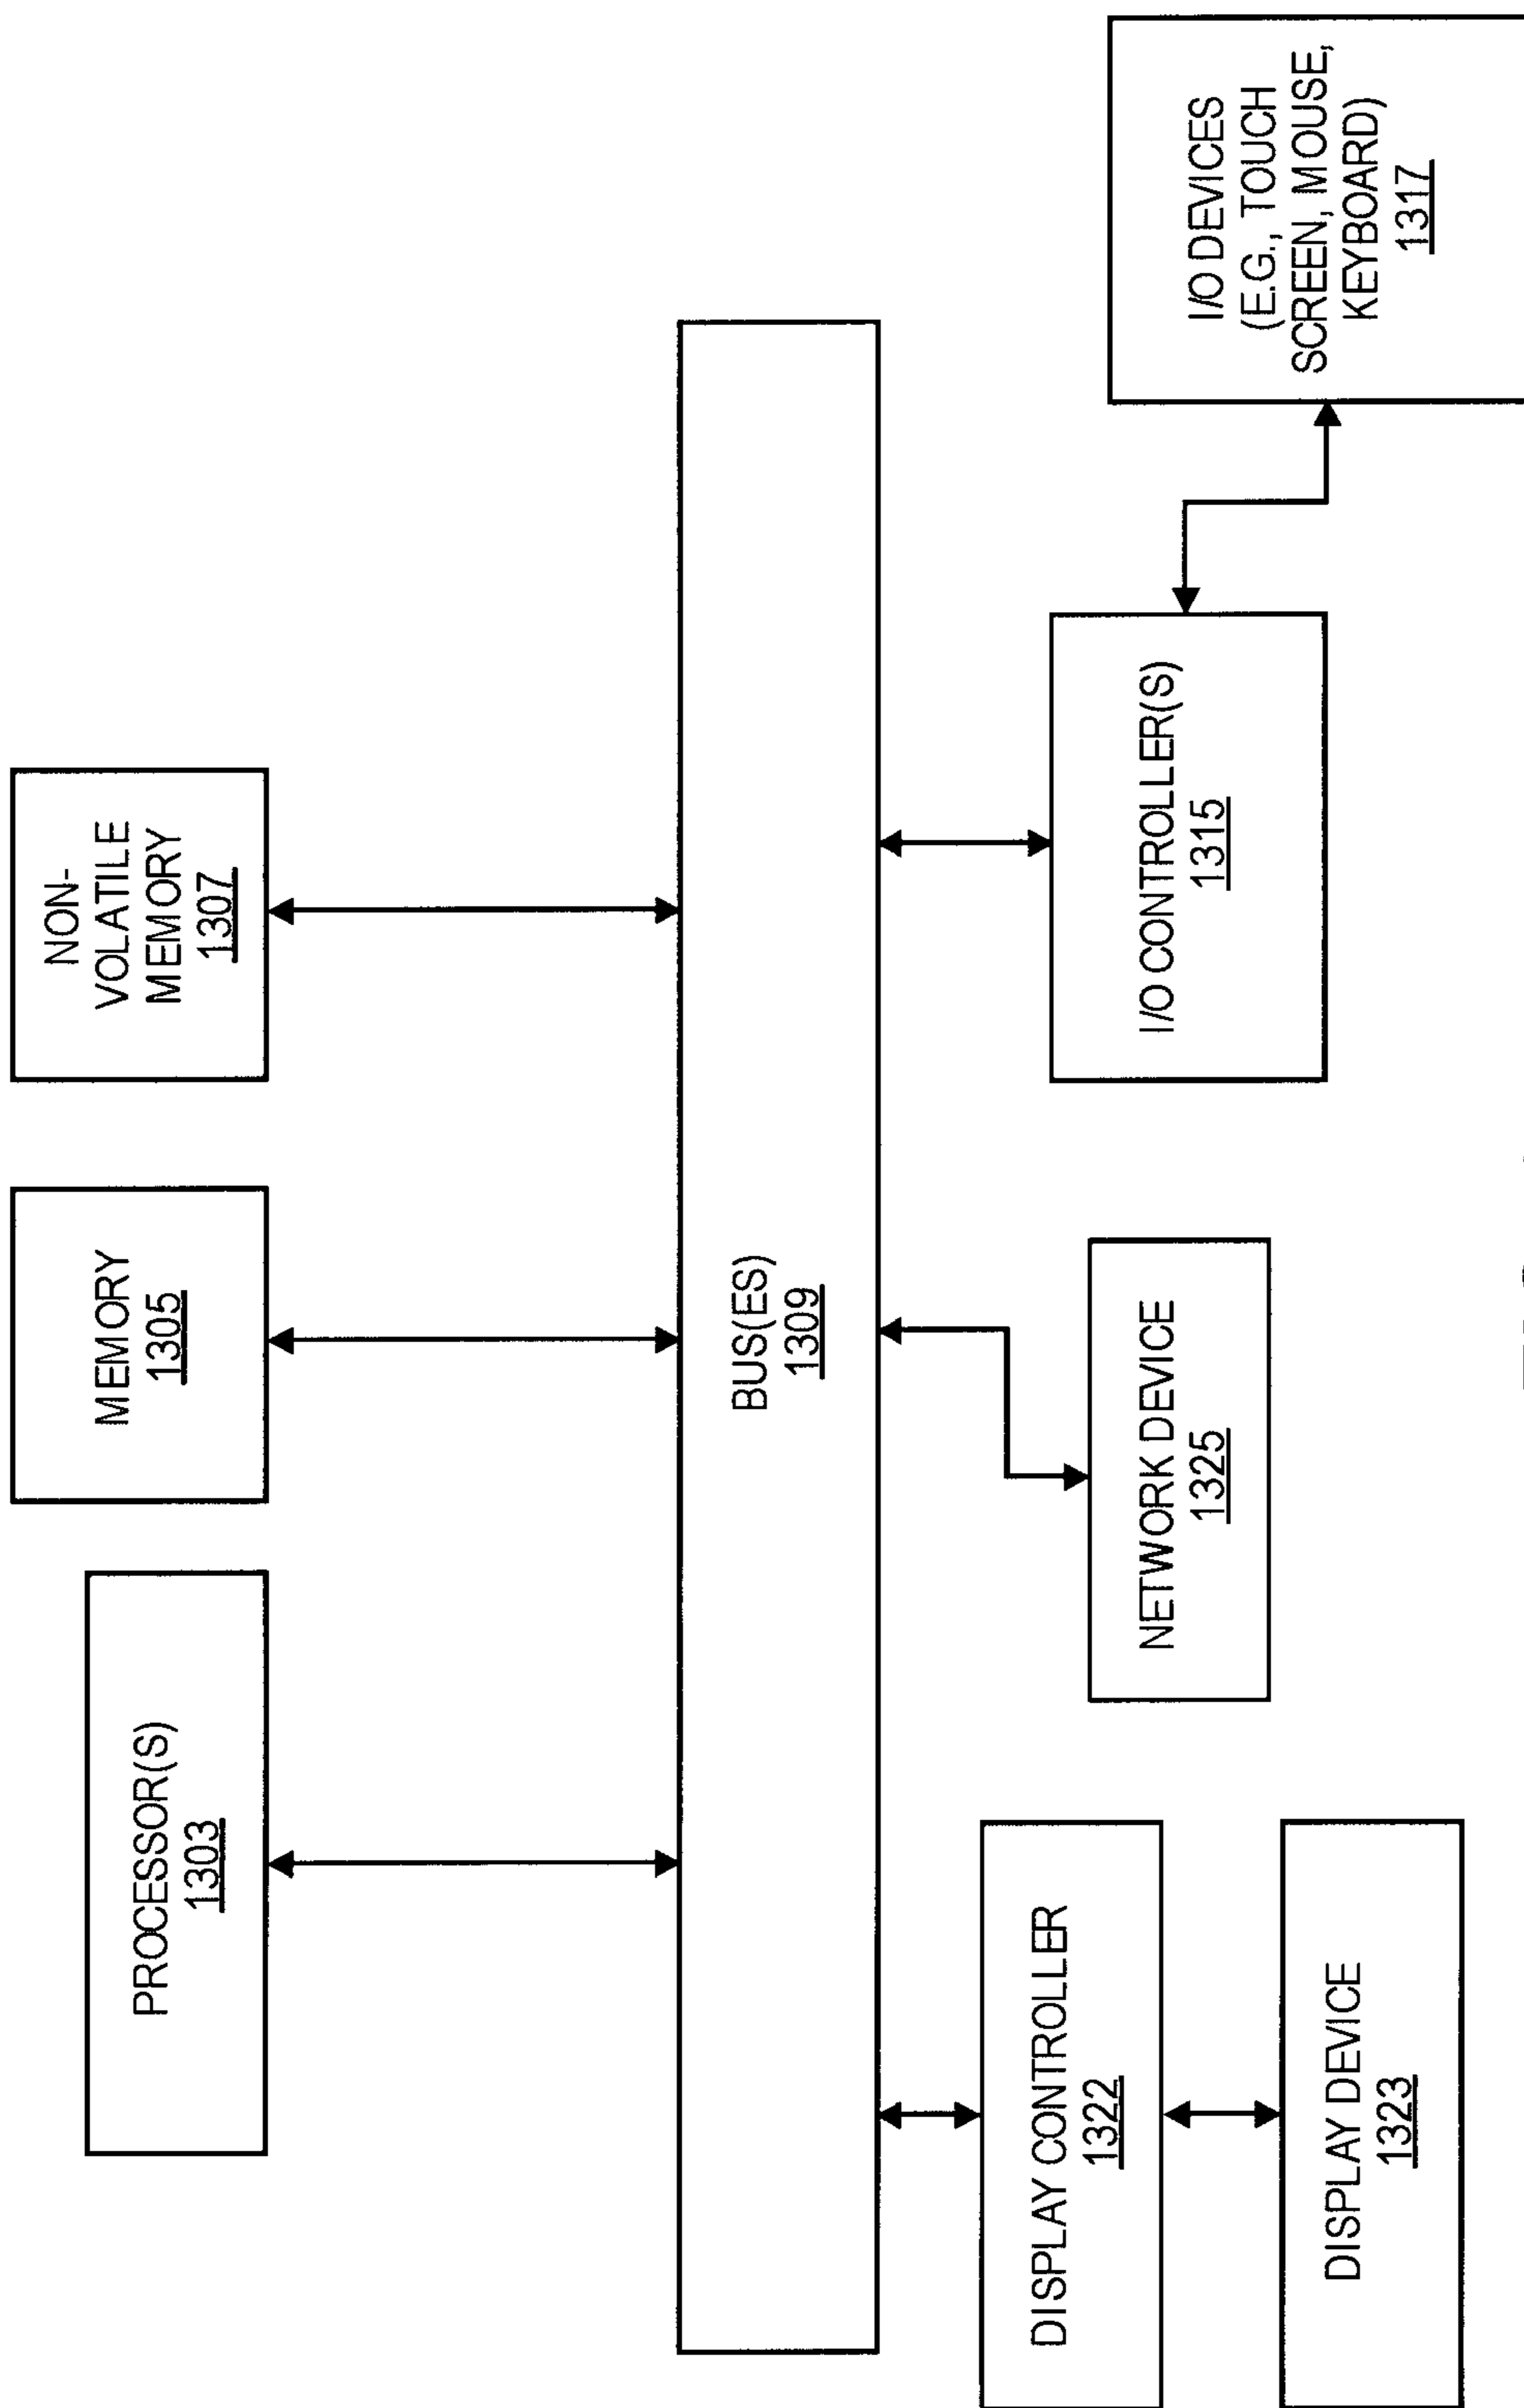 PROCESSOR(S)
1303
MEMORY
1305
NON-
VOLATILE
MEMORY
1307
BUS(ES)
1309
DISPLAY CONTROLLER
1322
DISPLAY DEVICE
1323
NETWORK DEVICE
1325
I/O CONTROLLER(S)
1315
I/O DEVICES
(E.G., TOUCH
SCREEN, MOUSE,
KEYBOARD)
1317